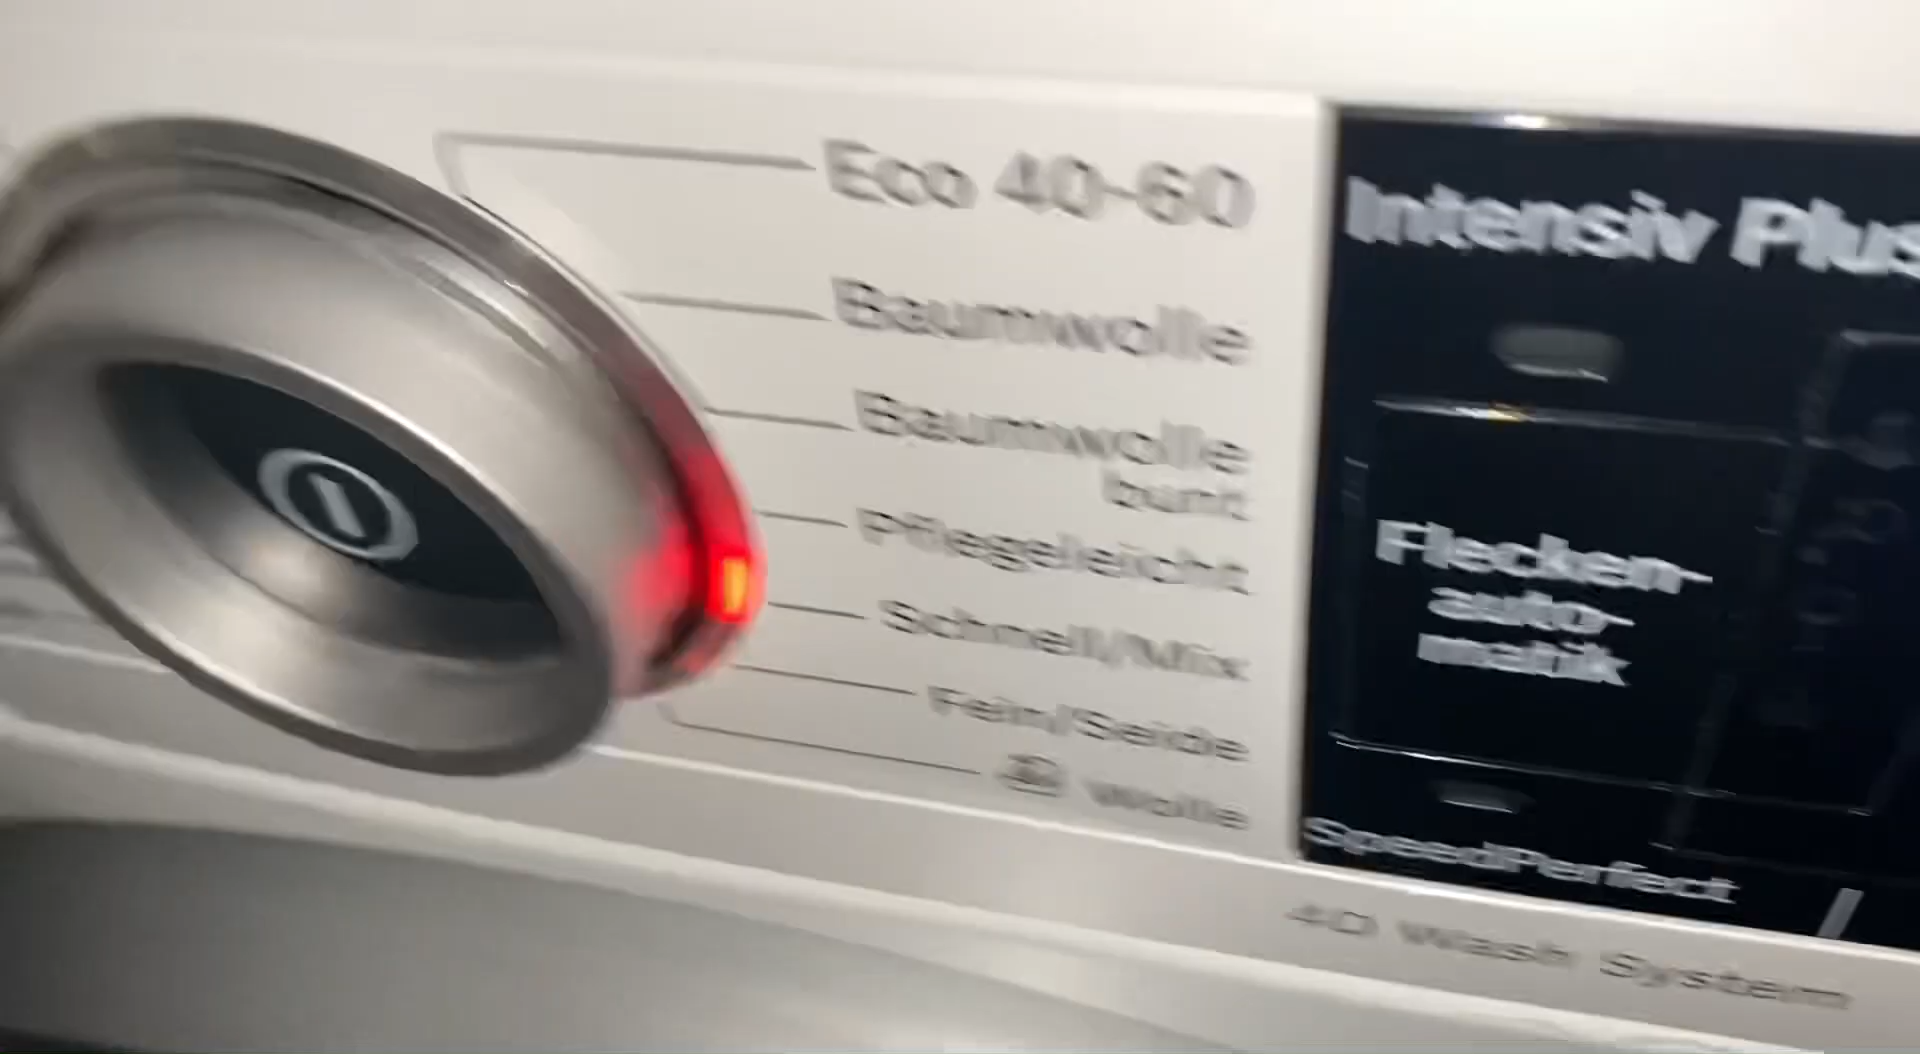 Eco 40-60
Baumwolle
Baumwolle
bunt
Pflegeleicht
Schnell/Mix
Fein/Seide
Wolle
Intensiv Plus
Flecken-
auto-
matik
SpeedPerfect
4D Wash System